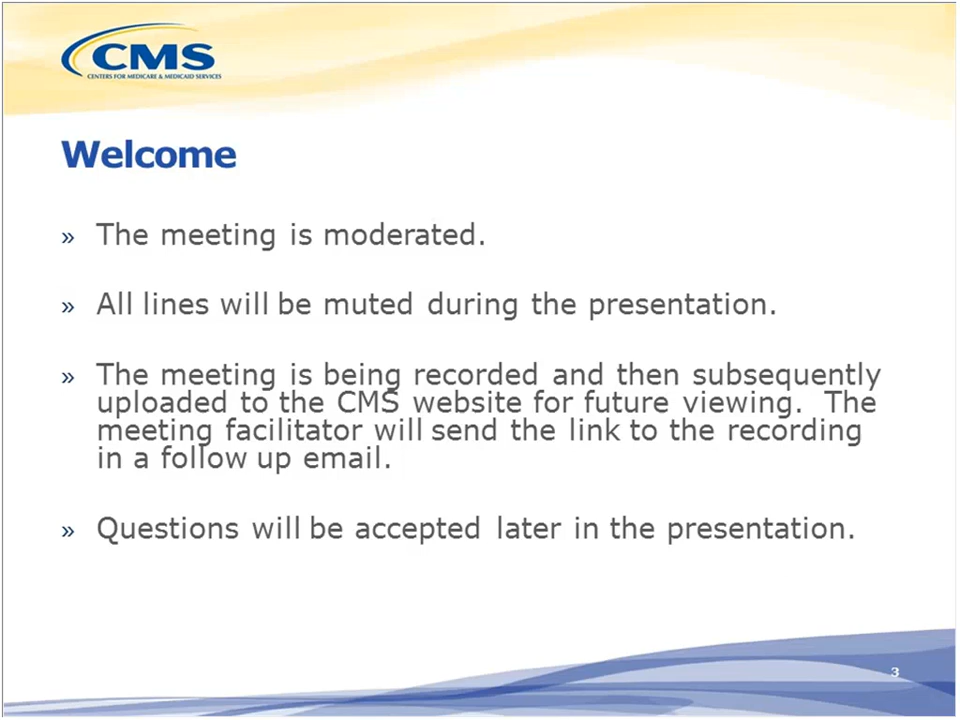 CMS
CENTERS FOR MEDICARE & MEDICAID SERVICES
Welcome
» The meeting is moderated.
» All lines will be muted during the presentation.
» The meeting is being recorded and then subsequently
uploaded to the CMS website for future viewing. The
meeting facilitator will send the link to the recording
in a follow up email.
» Questions will be accepted later in the presentation.
3